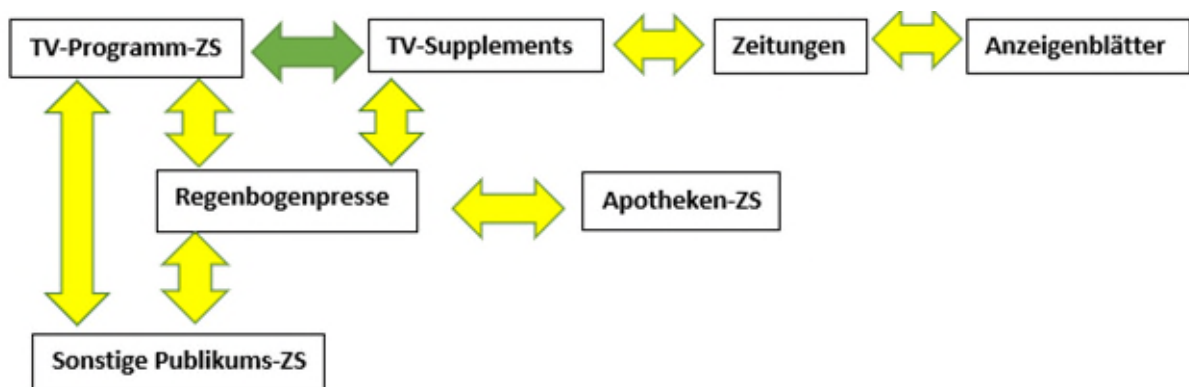 TV-Programm-ZS
TV-Supplements
Zeitungen
Anzeigenblätter
Regenbogenpresse
Apotheken-ZS
Sonstige Publikums-ZS